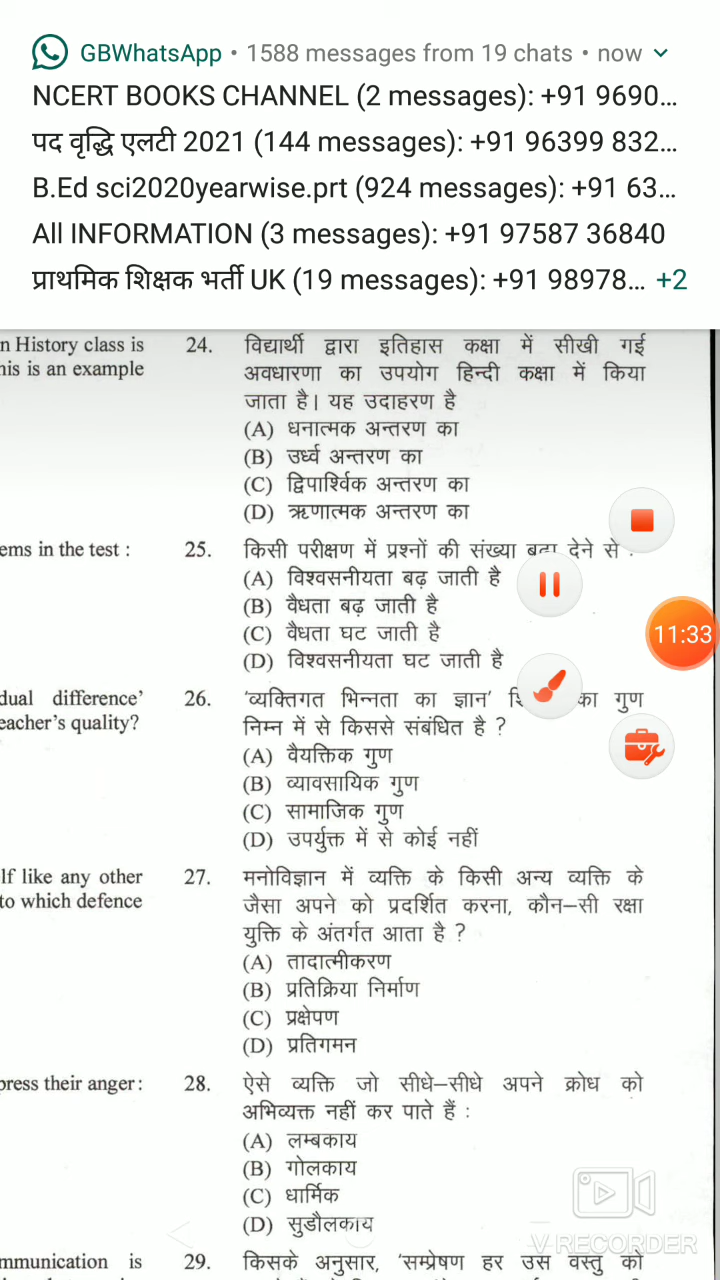 GBWhatsApp • 1588 messages from 19 chats • now
NCERT BOOKS CHANNEL (2 messages): +91 9690...
पद वृद्धि एलटी 2021 (144 messages): +91 96399 832...
B.Ed sci2020yearwise.prt (924 messages): +91 63...
All INFORMATION (3 messages): +91 97587 36840
प्राथमिक शिक्षक भर्ती UK (19 messages): +91 98978... +2
n History class is
his is an example
24. विद्यार्थी द्वारा इतिहास कक्षा में सीखी गई
अवधारणा का उपयोग हिन्दी कक्षा में किया
जाता है। यह उदाहरण है
(A) धनात्मक अन्तरण का
(B) उर्ध्व अन्तरण का
(C) द्विपार्श्विक अन्तरण का
(D) ऋणात्मक अन्तरण का
ems in the test :
25. किसी परीक्षण में प्रश्नों की संख्या बढ़ा देने से :
(A) विश्वसनीयता बढ़ जाती है
(B) वैधता बढ़ जाती है
(C) वैधता घट जाती है
(D) विश्वसनीयता घट जाती है
11:33
dual difference'
eacher's quality?
26. 'व्यक्तिगत भिन्नता का ज्ञान' का गुण
निम्न में से किससे संबंधित है ?
(A) वैयक्तिक गुण
(B) व्यावसायिक गुण
(C) सामाजिक गुण
(D) उपर्युक्त में से कोई नहीं
lf like any other
to which defence
27. मनोविज्ञान में व्यक्ति के किसी अन्य व्यक्ति के
जैसा अपने को प्रदर्शित करना, कौन–सी रक्षा
युक्ति के अंतर्गत आता है ?
(A) तादात्मीकरण
(B) प्रतिक्रिया निर्माण
(C) प्रक्षेपण
(D) प्रतिगमन
press their anger :
28. ऐसे व्यक्ति जो सीधे–सीधे अपने क्रोध को
अभिव्यक्त नहीं कर पाते हैं :
(A) लम्बकाय
(B) गोलकाय
(C) धार्मिक
(D) सुडौलकाय
V RECORDER
mmunication is
29. किसके अनुसार, 'सम्प्रेषण हर उस वस्तु को